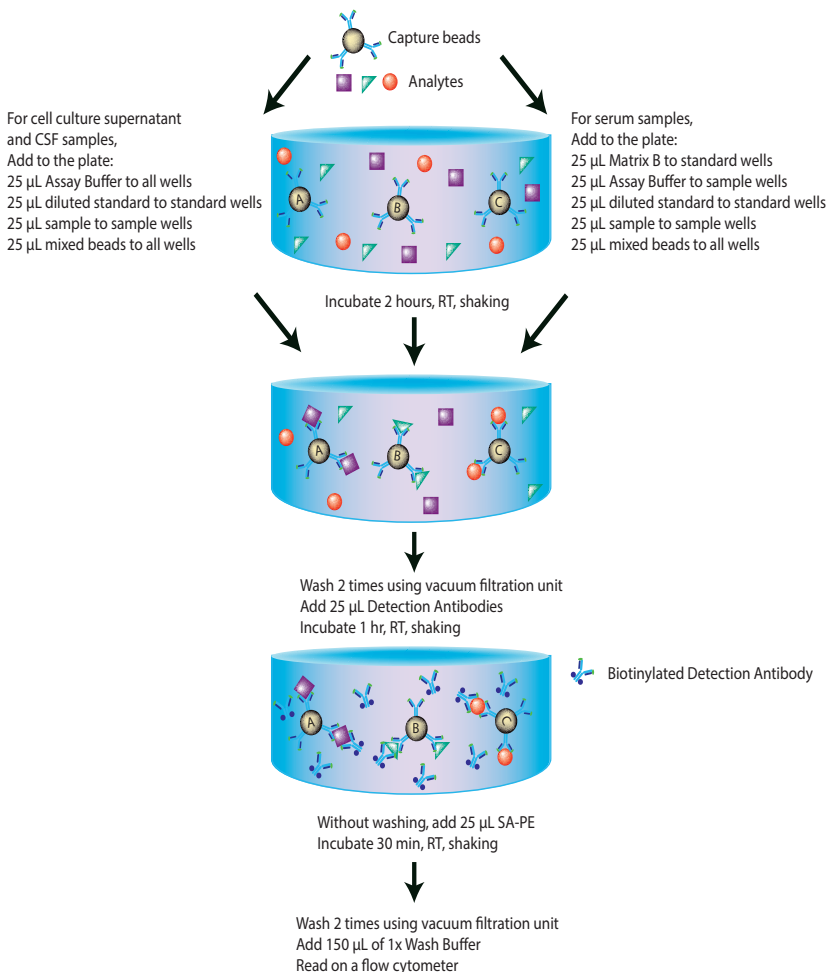 Capture beads
Analytes
For cell culture supernatant
and CSF samples,
Add to the plate:
25 µL Assay Buffer to all wells
25 µL diluted standard to standard wells
25 µL sample to sample wells
25 µL mixed beads to all wells
For serum samples,
Add to the plate:
25 µL Matrix B to standard wells
25 µL Assay Buffer to sample wells
25 µL diluted standard to standard wells
25 µL sample to sample wells
25 µL mixed beads to all wells
A
B
C
Incubate 2 hours, RT, shaking
A
B
C
Wash 2 times using vacuum filtration unit
Add 25 µL Detection Antibodies
Incubate 1 hr, RT, shaking
Biotinylated Detection Antibody
A
B
C
Without washing, add 25 µL SA-PE
Incubate 30 min, RT, shaking
Wash 2 times using vacuum filtration unit
Add 150 µL of 1x Wash Buffer
Read on a flow cytometer